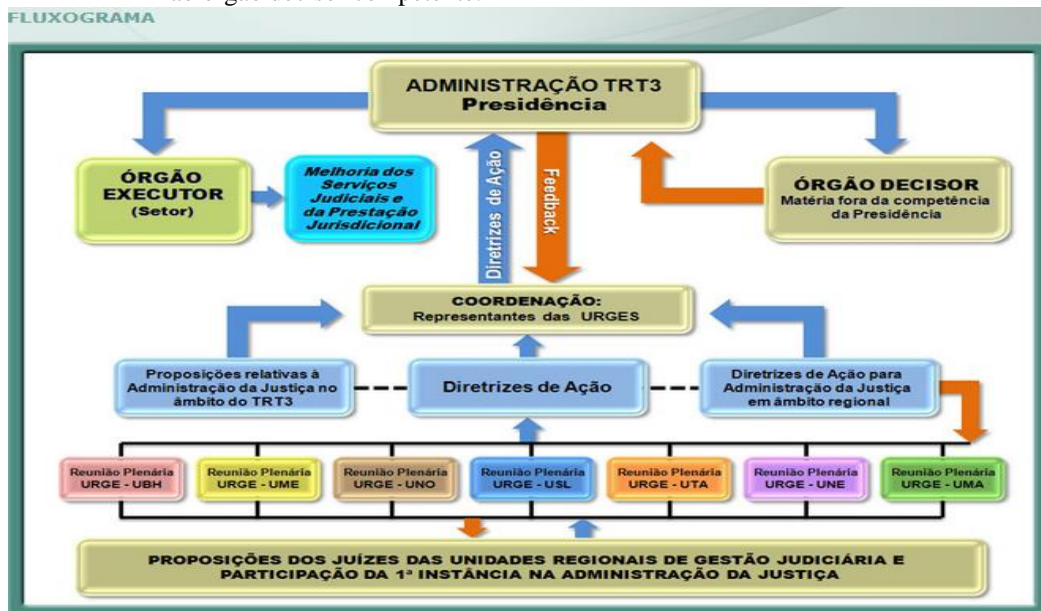 FLUXOGRAMA
ADMINISTRAÇÃO TRT3
Presidência
ÓRGÃO
EXECUTOR
(Setor)
Melhoria dos
Serviços
Judiciais e
da Prestação
Jurisdicional
Diretrizes de Ação
Feedback
ÓRGÃO DECISOR
Matéria fora da competência
da Presidência
COORDENAÇÃO:
Representantes das URGES
Proposições relativas à
Administração da Justiça no
âmbito do TRT3
Diretrizes de Ação
Diretrizes de Ação para
Administração da Justiça
em âmbito regional
Reunião Plenária
URGE - UBH
Reunião Plenária
URGE - UME
Reunião Plenária
URGE - UNO
Reunião Plenária
URGE - USL
Reunião Plenária
URGE - UTA
Reunião Plenária
URGE - UNE
Reunião Plenária
URGE - UMA
PROPOSIÇÕES DOS JUÍZES DAS UNIDADES REGIONAIS DE GESTÃO JUDICIÁRIA E
PARTICIPAÇÃO DA 1ª INSTÂNCIA NA ADMINISTRAÇÃO DA JUSTIÇA